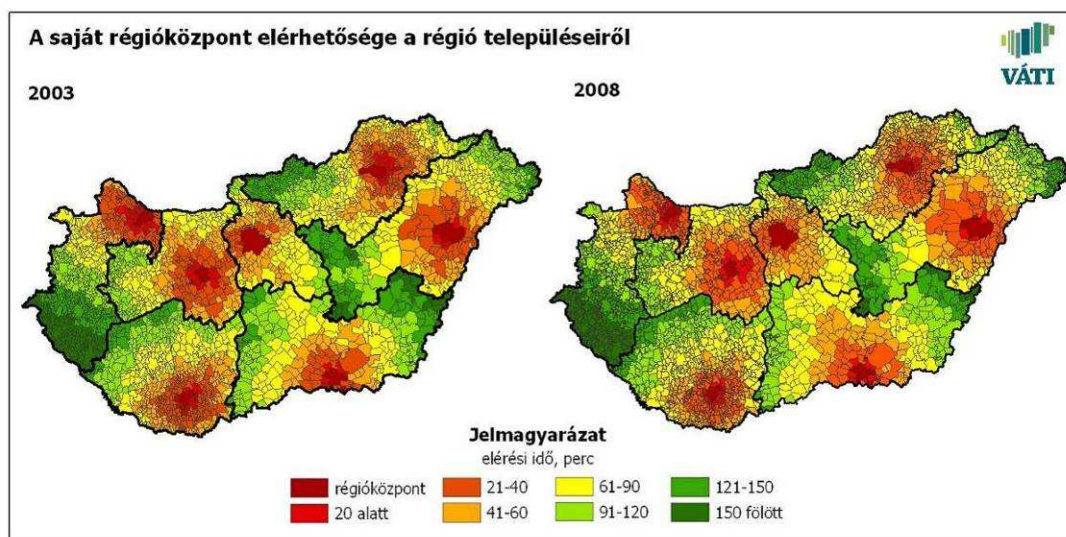 A saját régióközpont elérhetősége a régió településeiről
VÁTI
2003
2008
Jelmagyarázat
elérési idő, perc
régióközpont
21-40
61-90
121-150
20 alatt
41-60
91-120
150 fölött